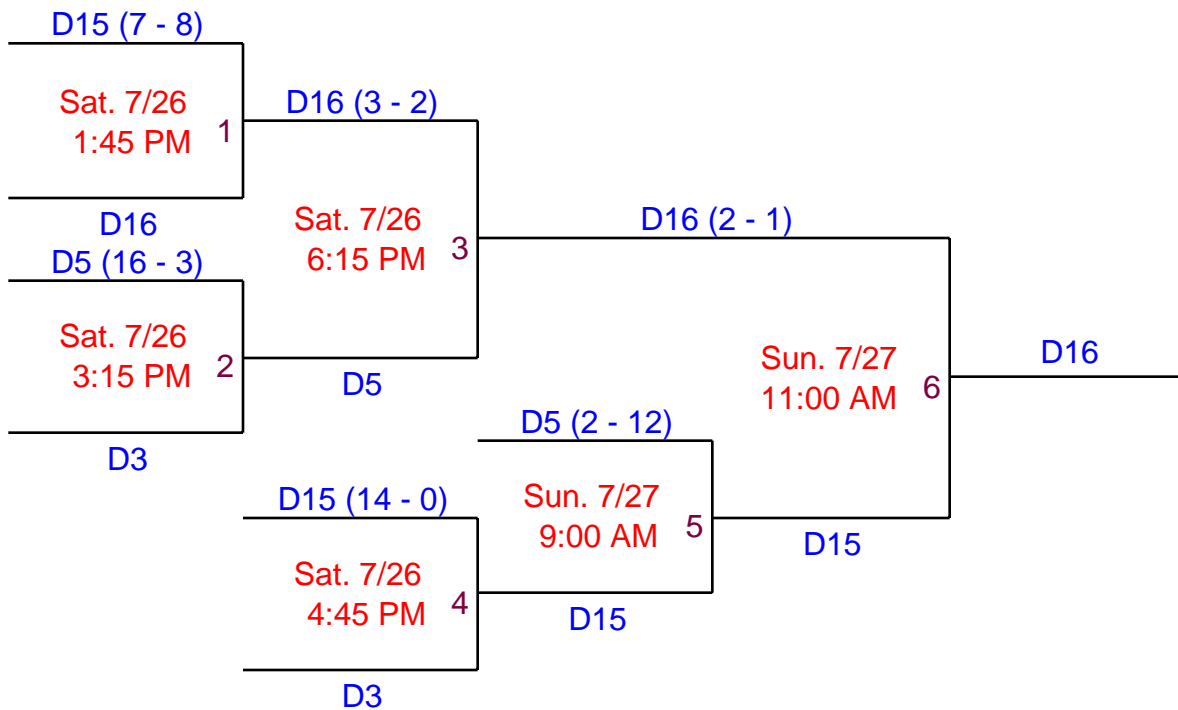 D15 (7 - 8)
Sat. 7/26
1:45 PM
1
D16
D16 (3 - 2)
D5 (16 - 3)
Sat. 7/26
3:15 PM
2
D3
Sat. 7/26
6:15 PM
3
D5
D16 (2 - 1)
D15 (14 - 0)
Sat. 7/26
4:45 PM
4
D3
D5 (2 - 12)
Sun. 7/27
9:00 AM
5
D15
Sun. 7/27
11:00 AM
6
D15
D16